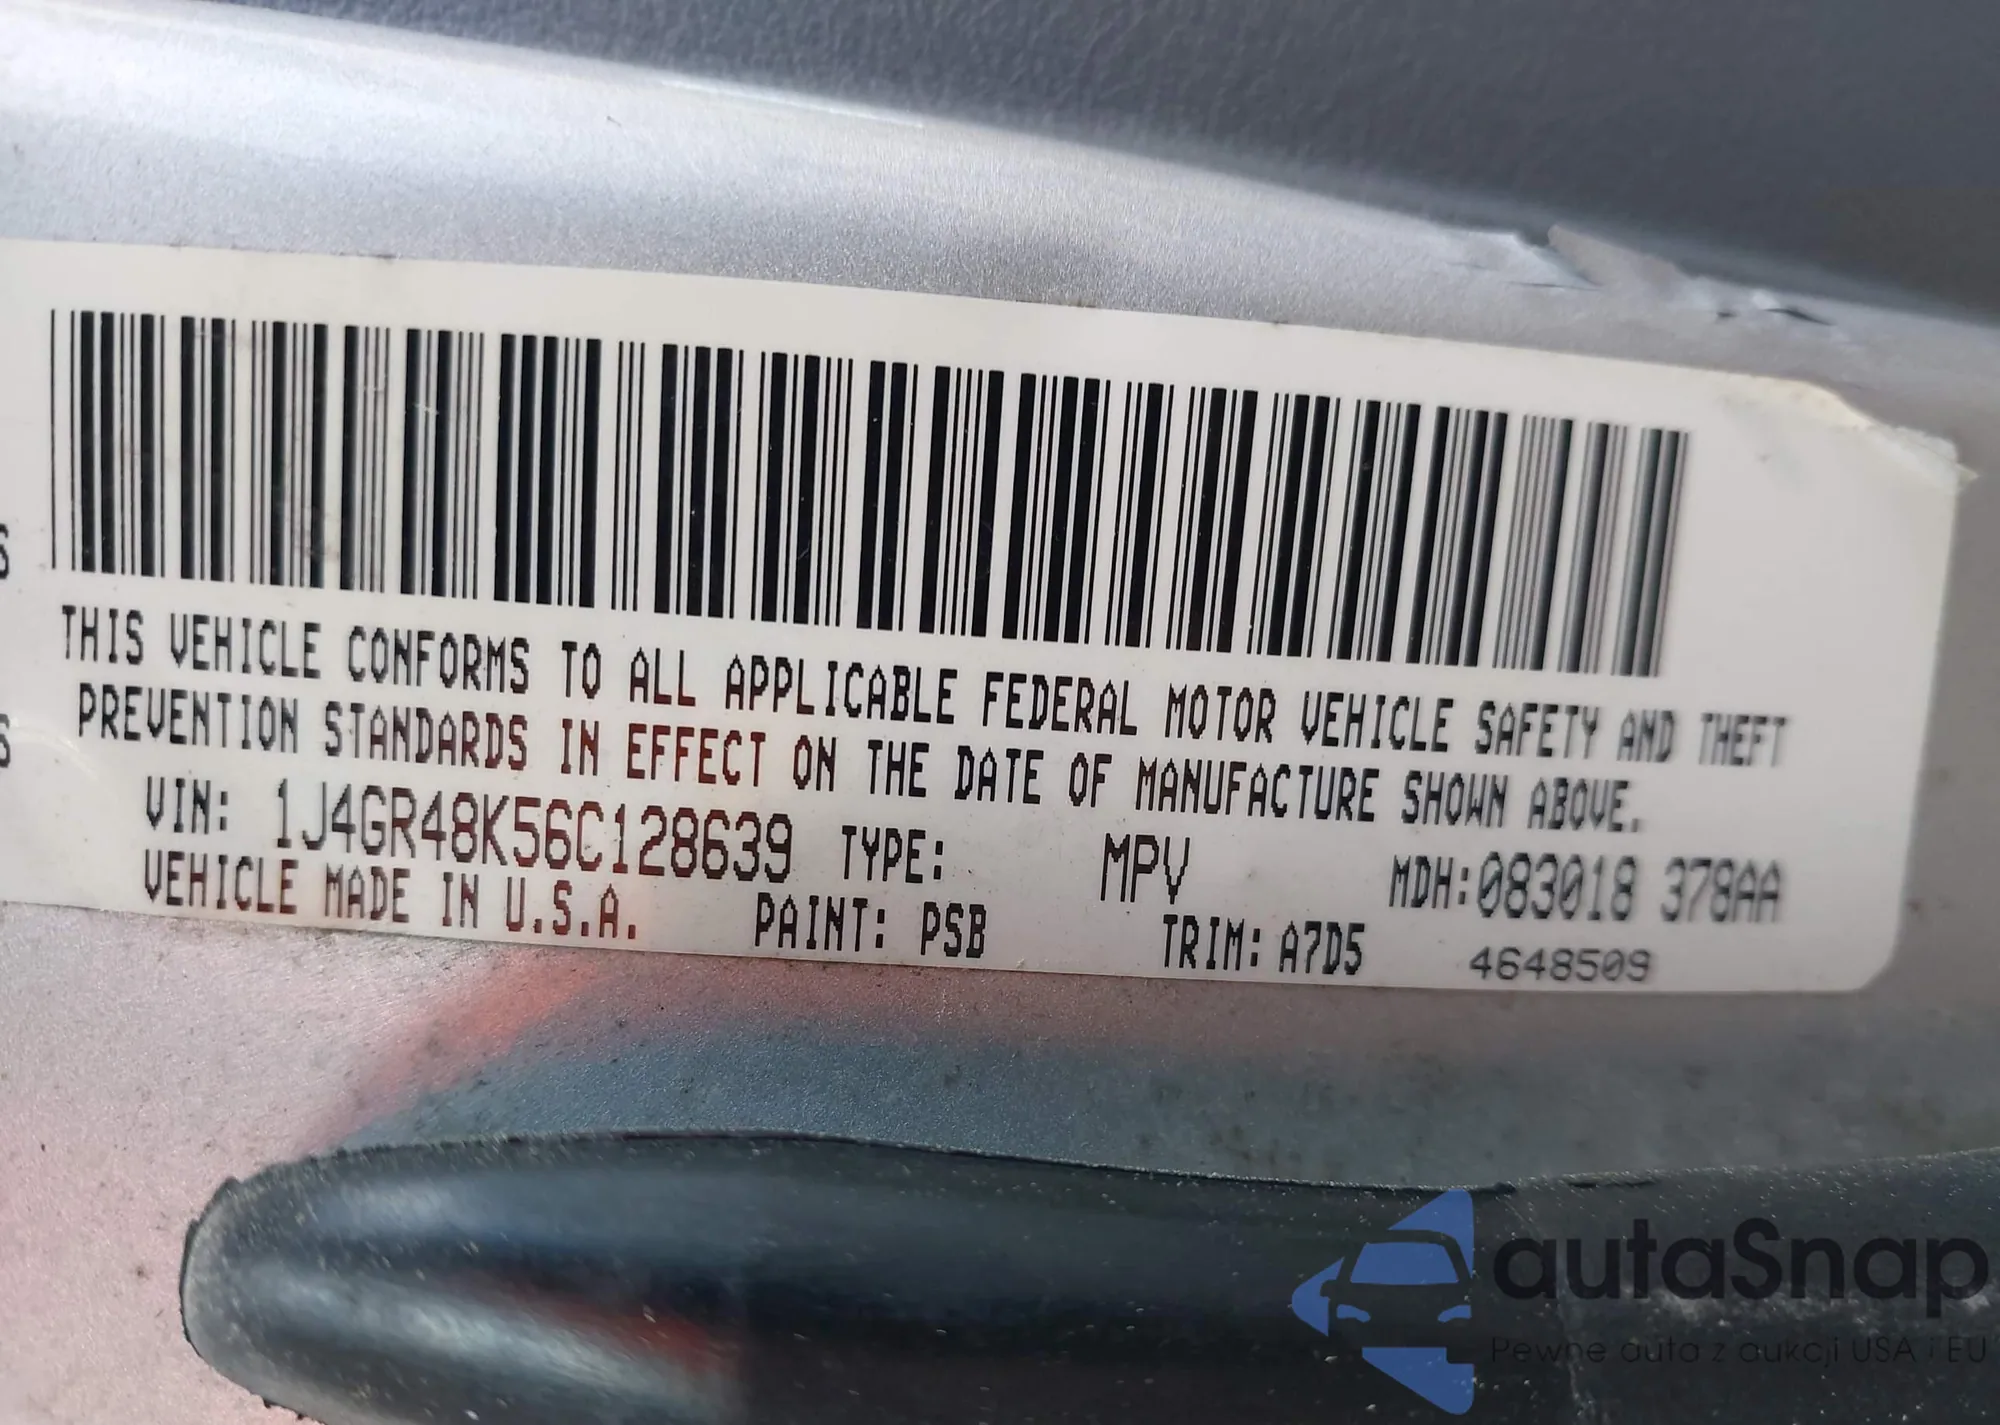 THIS VEHICLE CONFORMS TO ALL APPLICABLE FEDERAL MOTOR VEHICLE SAFETY AND THEFT
PREVENTION STANDARDS IN EFFECT ON THE DATE OF MANUFACTURE SHOWN ABOVE.
VIN: 1J4GR48K56C128639 TYPE: MPV MDH:083018 378AA
VEHICLE MADE IN U.S.A. PAINT: PSB TRIM: A7D5 4648509
autaSnap
Pewne auta z aukcji USA i EU